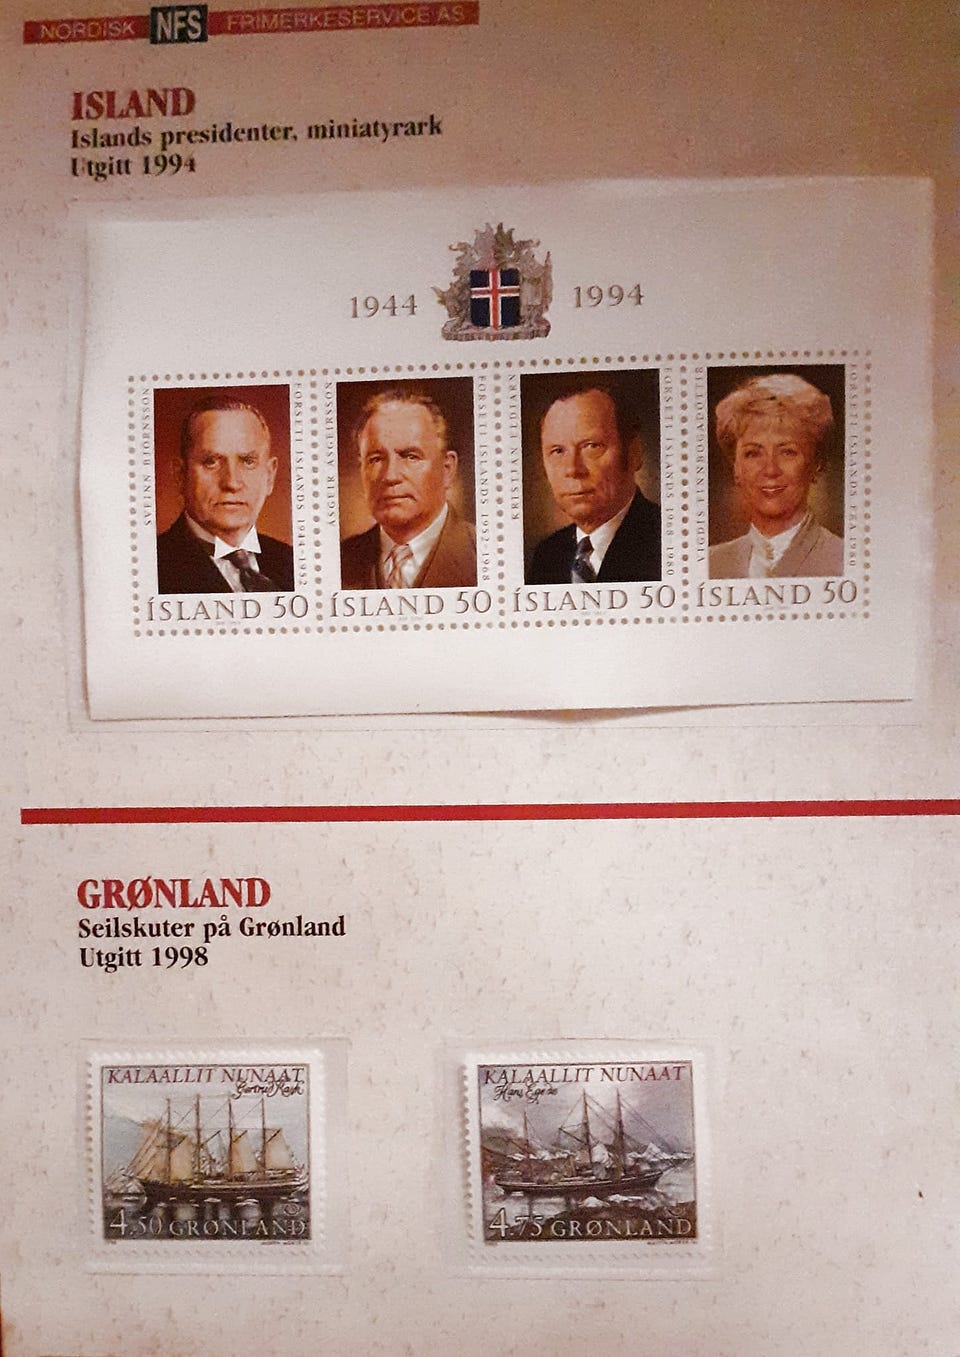 NORDISK NFS FRIMERKESERVICE AS
ISLAND
Islands presidenter, miniatyrark
Utgitt 1994
1944 1994
SVEINN BJÖRNSSON
FORSETI ÍSLANDS 1944-1952
ÍSLAND 50
ÁSGEIR ÁSGEIRSSON
FORSETI ÍSLANDS 1952-1968
ÍSLAND 50
KRISTJÁN ELDJÁRN
FORSETI ÍSLANDS 1968-1980
ÍSLAND 50
VIGDÍS FINNBOGADÓTTIR
FORSETI ÍSLANDS FRÁ 1980
ÍSLAND 50
GRØNLAND
Seilskuter på Grønland
Utgitt 1998
KALAALLIT NUNAAT
Gertrud Rask
4.50 GRØNLAND
KALAALLIT NUNAAT
Hans Egede
4.75 GRØNLAND